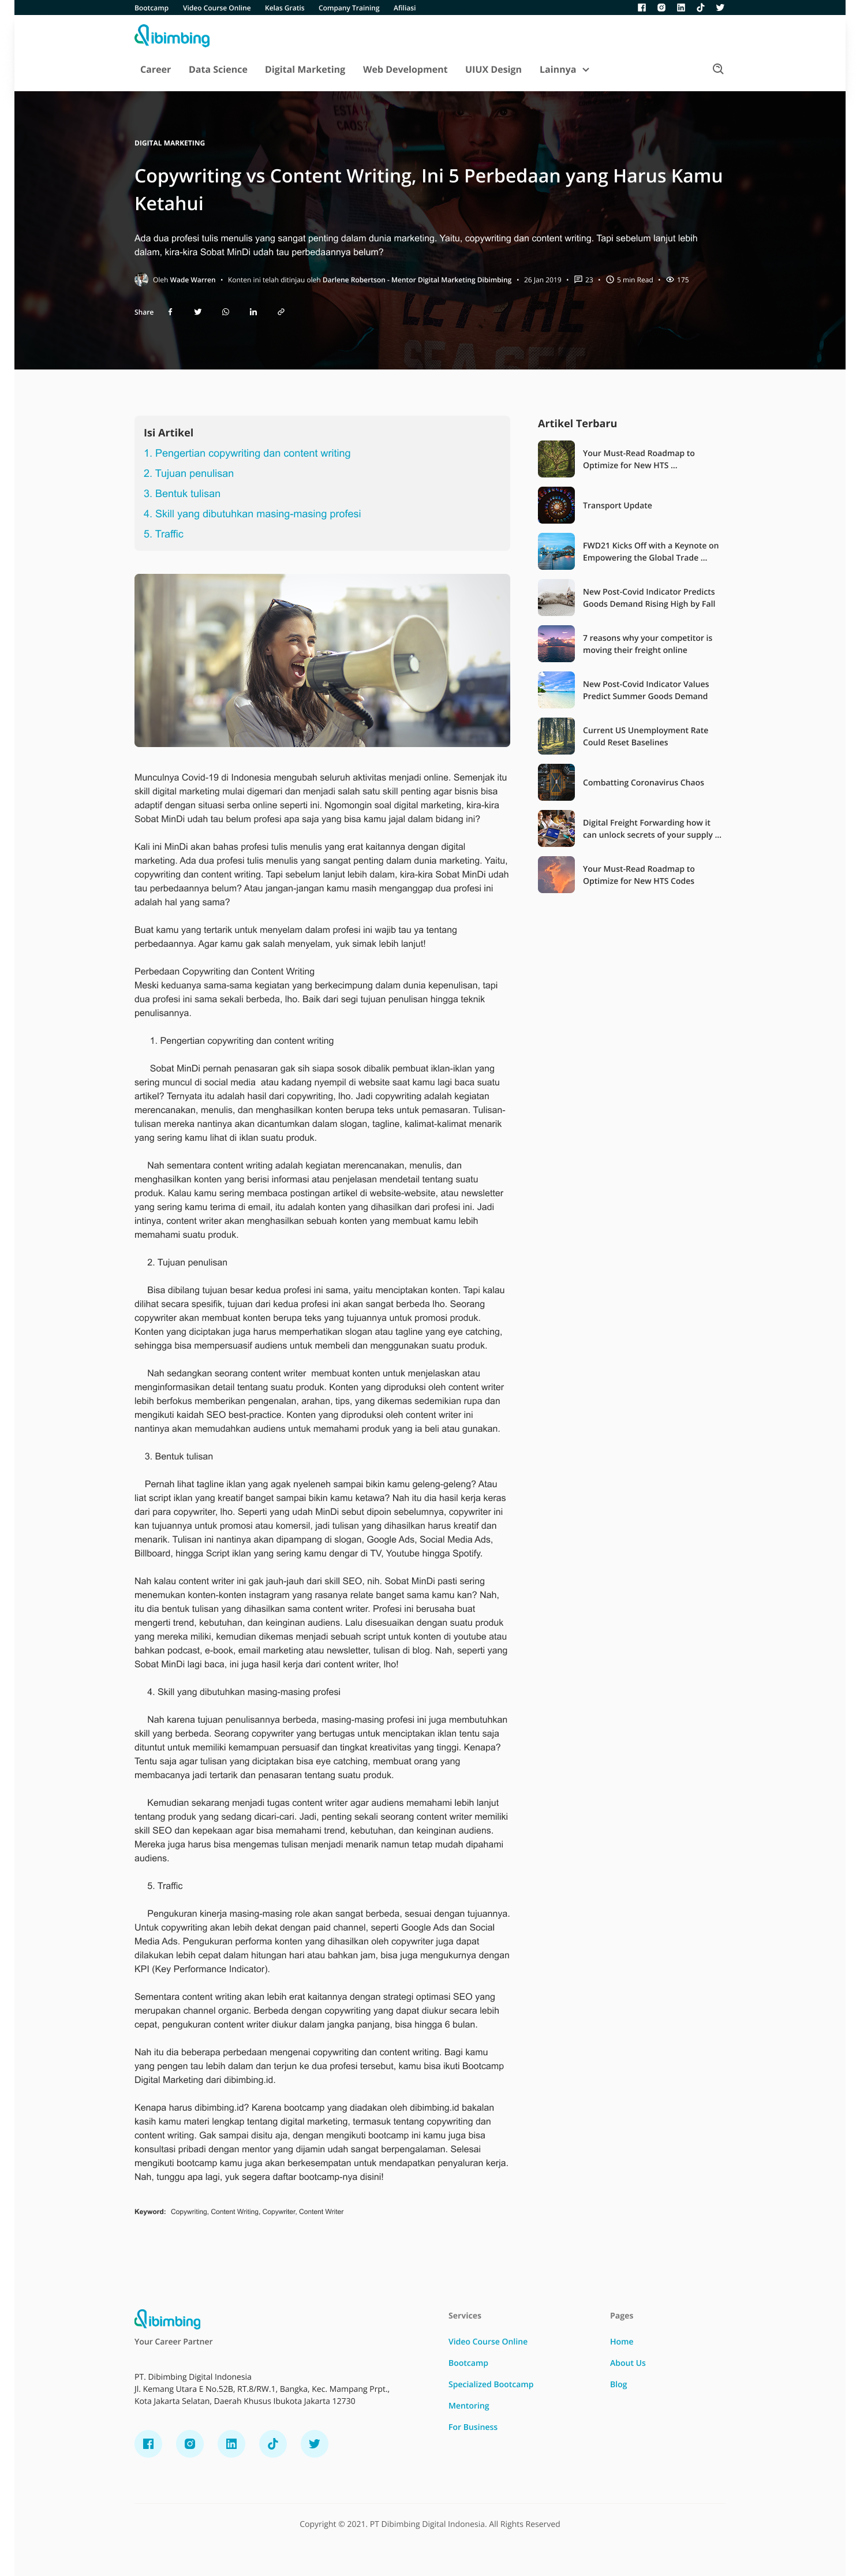 Bootcamp Video Course Online Kelas Gratis Company Training Afiliasi
ibimbing
Career Data Science Digital Marketing Web Development UIUX Design Lainnya
DIGITAL MARKETING
Copywriting vs Content Writing, Ini 5 Perbedaan yang Harus Kamu
Ketahui
Ada dua profesi tulis menulis yang sangat penting dalam dunia marketing. Yaitu, copywriting dan content writing. Tapi sebelum lanjut lebih
dalam, kira-kira Sobat MinDi udah tau perbedaannya belum?
Oleh Wade Warren • Konten ini telah ditinjau oleh Darlene Robertson - Mentor Digital Marketing Dibimbing • 26 Jan 2019 • 23 • 5 min Read • 175
Share
Isi Artikel
1. Pengertian copywriting dan content writing
2. Tujuan penulisan
3. Bentuk tulisan
4. Skill yang dibutuhkan masing-masing profesi
5. Traffic
Munculnya Covid-19 di Indonesia mengubah seluruh aktivitas menjadi online. Semenjak itu
skill digital marketing mulai digemari dan menjadi salah satu skill penting agar bisnis bisa
adaptif dengan situasi serba online seperti ini. Ngomongin soal digital marketing, kira-kira
Sobat MinDi udah tau belum profesi apa saja yang bisa kamu jajal dalam bidang ini?
Kali ini MinDi akan bahas profesi tulis menulis yang erat kaitannya dengan digital
marketing. Ada dua profesi tulis menulis yang sangat penting dalam dunia marketing. Yaitu,
copywriting dan content writing. Tapi sebelum lanjut lebih dalam, kira-kira Sobat MinDi udah
tau perbedaannya belum? Atau jangan-jangan kamu masih menganggap dua profesi ini
adalah hal yang sama?
Buat kamu yang tertarik untuk menyelam dalam profesi ini wajib tau ya tentang
perbedaannya. Agar kamu gak salah menyelam, yuk simak lebih lanjut!
Perbedaan Copywriting dan Content Writing
Meski keduanya sama-sama kegiatan yang berkecimpung dalam dunia kepenulisan, tapi
dua profesi ini sama sekali berbeda, lho. Baik dari segi tujuan penulisan hingga teknik
penulisannya.
1. Pengertian copywriting dan content writing
Sobat MinDi pernah penasaran gak sih siapa sosok dibalik pembuat iklan-iklan yang
sering muncul di social media atau kadang nyempil di website saat kamu lagi baca suatu
artikel? Ternyata itu adalah hasil dari copywriting, lho. Jadi copywriting adalah kegiatan
merencanakan, menulis, dan menghasilkan konten berupa teks untuk pemasaran. Tulisan-
tulisan mereka nantinya akan dicantumkan dalam slogan, tagline, kalimat-kalimat menarik
yang sering kamu lihat di iklan suatu produk.
Nah sementara content writing adalah kegiatan merencanakan, menulis, dan
menghasilkan konten yang berisi informasi atau penjelasan mendetail tentang suatu
produk. Kalau kamu sering membaca postingan artikel di website-website, atau newsletter
yang sering kamu terima di email, itu adalah konten yang dihasilkan dari profesi ini. Jadi
intinya, content writer akan menghasilkan sebuah konten yang membuat kamu lebih
memahami suatu produk.
2. Tujuan penulisan
Bisa dibilang tujuan besar kedua profesi ini sama, yaitu menciptakan konten. Tapi kalau
dilihat secara spesifik, tujuan dari kedua profesi ini akan sangat berbeda lho. Seorang
copywriter akan membuat konten berupa teks yang tujuannya untuk promosi produk.
Konten yang diciptakan juga harus memperhatikan slogan atau tagline yang eye catching,
sehingga bisa mempersuasif audiens untuk membeli dan menggunakan suatu produk.
Nah sedangkan seorang content writer membuat konten untuk menjelaskan atau
menginformasikan detail tentang suatu produk. Konten yang diproduksi oleh content writer
lebih berfokus memberikan pengenalan, arahan, tips, yang dikemas sedemikian rupa dan
mengikuti kaidah SEO best-practice. Konten yang diproduksi oleh content writer ini
nantinya akan memudahkan audiens untuk memahami produk yang ia beli atau gunakan.
3. Bentuk tulisan
Pernah lihat tagline iklan yang agak nyeleneh sampai bikin kamu geleng-geleng? Atau
liat script iklan yang kreatif banget sampai bikin kamu ketawa? Nah itu dia hasil kerja keras
dari para copywriter, lho. Seperti yang udah MinDi sebut dipoin sebelumnya, copywriter ini
kan tujuannya untuk promosi atau komersil, jadi tulisan yang dihasilkan harus kreatif dan
menarik. Tulisan ini nantinya akan dipampang di slogan, Google Ads, Social Media Ads,
Billboard, hingga Script iklan yang sering kamu dengar di TV, Youtube hingga Spotify.
Nah kalau content writer ini gak jauh-jauh dari skill SEO, nih. Sobat MinDi pasti sering
menemukan konten-konten instagram yang rasanya relate banget sama kamu kan? Nah,
itu dia bentuk tulisan yang dihasilkan sama content writer. Profesi ini berusaha buat
mengerti trend, kebutuhan, dan keinginan audiens. Lalu disesuaikan dengan suatu produk
yang mereka miliki, kemudian dikemas menjadi sebuah script untuk konten di youtube atau
bahkan podcast, e-book, email marketing atau newsletter, tulisan di blog. Nah, seperti yang
Sobat MinDi lagi baca, ini juga hasil kerja dari content writer, lho!
4. Skill yang dibutuhkan masing-masing profesi
Nah karena tujuan penulisannya berbeda, masing-masing profesi ini juga membutuhkan
skill yang berbeda. Seorang copywriter yang bertugas untuk menciptakan iklan tentu saja
dituntut untuk memiliki kemampuan persuasif dan tingkat kreativitas yang tinggi. Kenapa?
Tentu saja agar tulisan yang diciptakan bisa eye catching, membuat orang yang
membacanya jadi tertarik dan penasaran tentang suatu produk.
Kemudian sekarang menjadi tugas content writer agar audiens memahami lebih lanjut
tentang produk yang sedang dicari-cari. Jadi, penting sekali seorang content writer memiliki
skill SEO dan kepekaan agar bisa memahami trend, kebutuhan, dan keinginan audiens.
Mereka juga harus bisa mengemas tulisan menjadi menarik namun tetap mudah dipahami
audiens.
5. Traffic
Pengukuran kinerja masing-masing role akan sangat berbeda, sesuai dengan tujuannya.
Untuk copywriting akan lebih dekat dengan paid channel, seperti Google Ads dan Social
Media Ads. Pengukuran performa konten yang dihasilkan oleh copywriter juga dapat
dilakukan lebih cepat dalam hitungan hari atau bahkan jam, bisa juga mengukurnya dengan
KPI (Key Performance Indicator).
Sementara content writing akan lebih erat kaitannya dengan strategi optimasi SEO yang
merupakan channel organic. Berbeda dengan copywriting yang dapat diukur secara lebih
cepat, pengukuran content writer diukur dalam jangka panjang, bisa hingga 6 bulan.
Nah itu dia beberapa perbedaan mengenai copywriting dan content writing. Bagi kamu
yang pengen tau lebih dalam dan terjun ke dua profesi tersebut, kamu bisa ikuti Bootcamp
Digital Marketing dari dibimbing.id.
Kenapa harus dibimbing.id? Karena bootcamp yang diadakan oleh dibimbing.id bakalan
kasih kamu materi lengkap tentang digital marketing, termasuk tentang copywriting dan
content writing. Gak sampai disitu aja, dengan mengikuti bootcamp ini kamu juga bisa
konsultasi pribadi dengan mentor yang dijamin udah sangat berpengalaman. Selesai
mengikuti bootcamp kamu juga akan berkesempatan untuk mendapatkan penyaluran kerja.
Nah, tunggu apa lagi, yuk segera daftar bootcamp-nya disini!
Keyword: Copywriting, Content Writing, Copywriter, Content Writer
Artikel Terbaru
Your Must-Read Roadmap to
Optimize for New HTS ...
Transport Update
FWD21 Kicks Off with a Keynote on
Empowering the Global Trade ...
New Post-Covid Indicator Predicts
Goods Demand Rising High by Fall
7 reasons why your competitor is
moving their freight online
New Post-Covid Indicator Values
Predict Summer Goods Demand
Current US Unemployment Rate
Could Reset Baselines
Combatting Coronavirus Chaos
Digital Freight Forwarding how it
can unlock secrets of your supply ...
Your Must-Read Roadmap to
Optimize for New HTS Codes
ibimbing
Your Career Partner
PT. Dibimbing Digital Indonesia
Jl. Kemang Utara E No.52B, RT.8/RW.1, Bangka, Kec. Mampang Prpt.,
Kota Jakarta Selatan, Daerah Khusus Ibukota Jakarta 12730
Services
Video Course Online
Bootcamp
Specialized Bootcamp
Mentoring
For Business
Pages
Home
About Us
Blog
Copyright © 2021. PT Dibimbing Digital Indonesia. All Rights Reserved